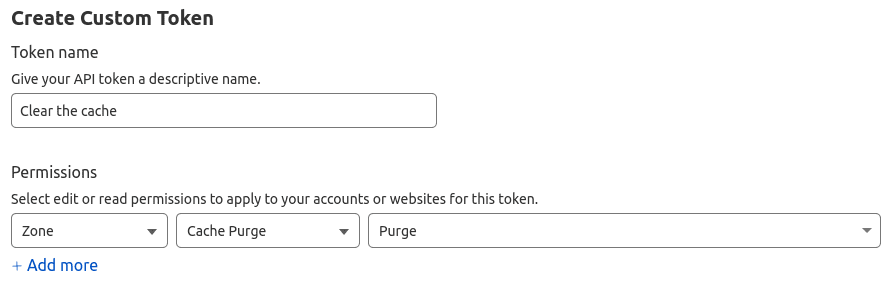 Create Custom Token
Token name
Give your API token a descriptive name.
Clear the cache
Permissions
Select edit or read permissions to apply to your accounts or websites for this token.
Zone Cache Purge Purge
+ Add more